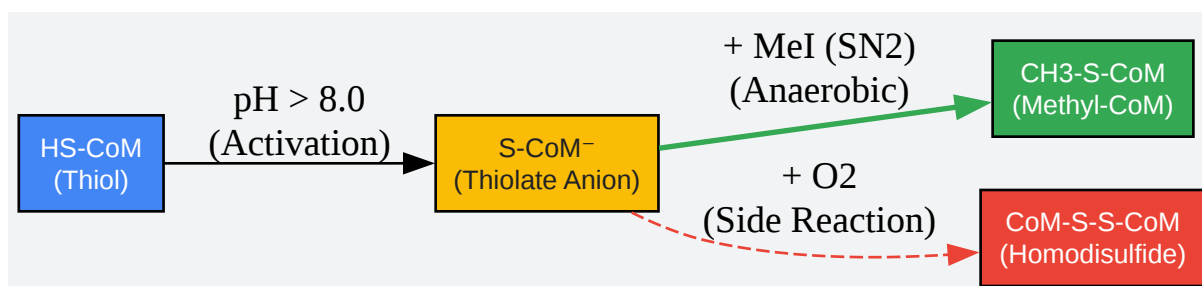 HS-CoM
(Thiol)
pH > 8.0
(Activation)
S-CoM⁻
(Thiolate Anion)
+ MeI (SN2)
(Anaerobic)
CH3-S-CoM
(Methyl-CoM)
+ O2
(Side Reaction)
CoM-S-S-CoM
(Homodisulfide)